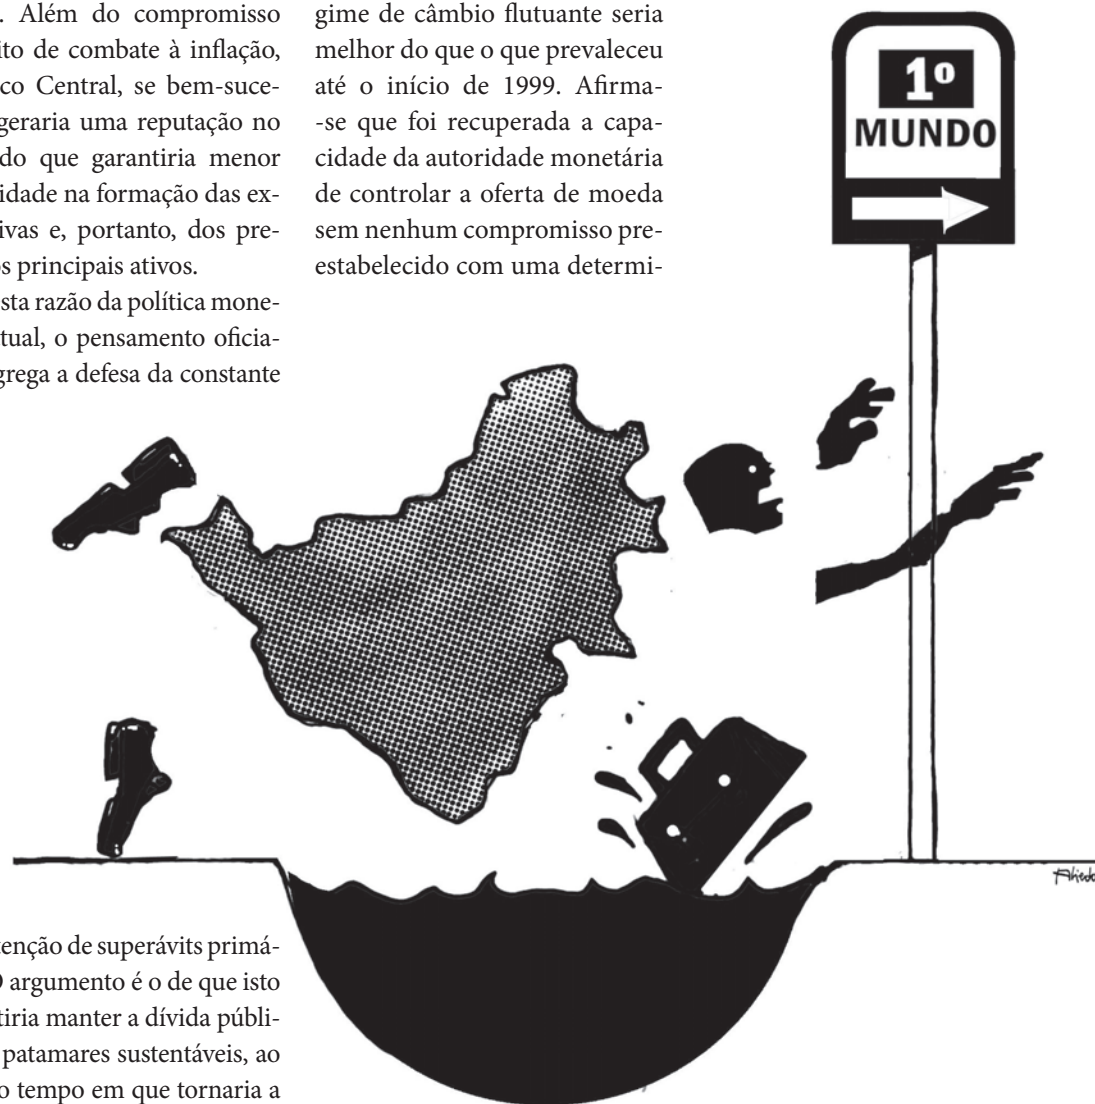 . Além do compromisso
ito de combate à inflação,
co Central, se bem-suce-
geraria uma reputação no
do que garantiria menor
idade na formação das ex-
ivas e, portanto, dos pre-
s principais ativos.
sta razão da política mone-
tual, o pensamento oficia-
grega a defesa da constante
tenção de superávits primá-
O argumento é o de que isto
tiria manter a dívida públi-
patamares sustentáveis, ao
o tempo em que tornaria a
gime de câmbio flutuante seria
melhor do que o que prevaleceu
até o início de 1999. Afirma-
-se que foi recuperada a capa-
cidade da autoridade monetária
de controlar a oferta de moeda
sem nenhum compromisso pre-
estabelecido com uma determi-
1º
MUNDO